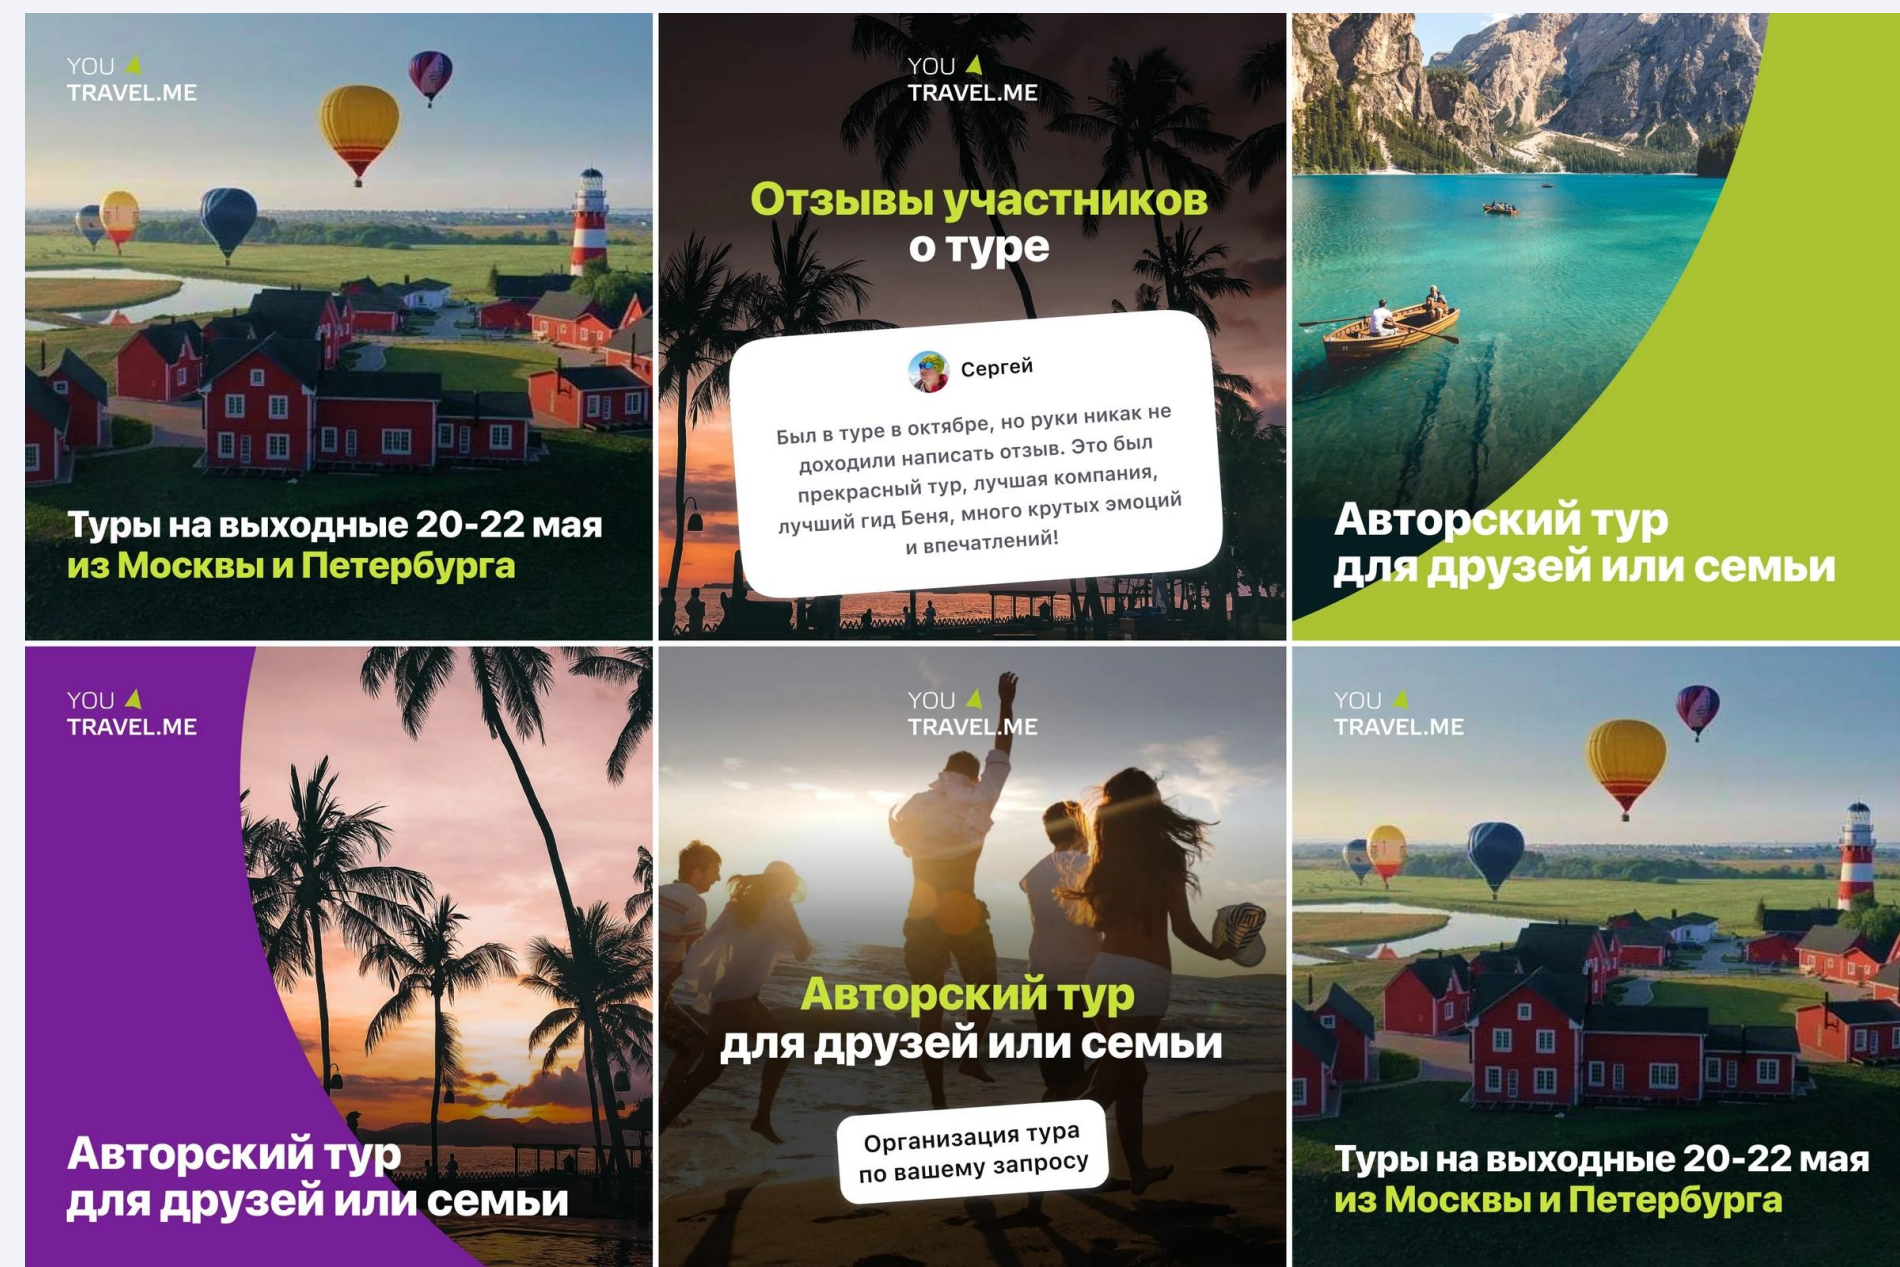 YOU
TRAVEL.ME
Туры на выходные 20-22 мая
из Москвы и Петербурга
YOU
TRAVEL.ME
Отзывы участников
о туре
Сергей
Был в туре в октябре, но руки никак не
доходили написать отзыв. Это был
прекрасный тур, лучшая компания,
лучший гид Беня, много крутых эмоций
и впечатлений!
Авторский тур
для друзей или семьи
YOU
TRAVEL.ME
Авторский тур
для друзей или семьи
YOU
TRAVEL.ME
Авторский тур
для друзей или семьи
Организация тура
по вашему запросу
YOU
TRAVEL.ME
Туры на выходные 20-22 мая
из Москвы и Петербурга